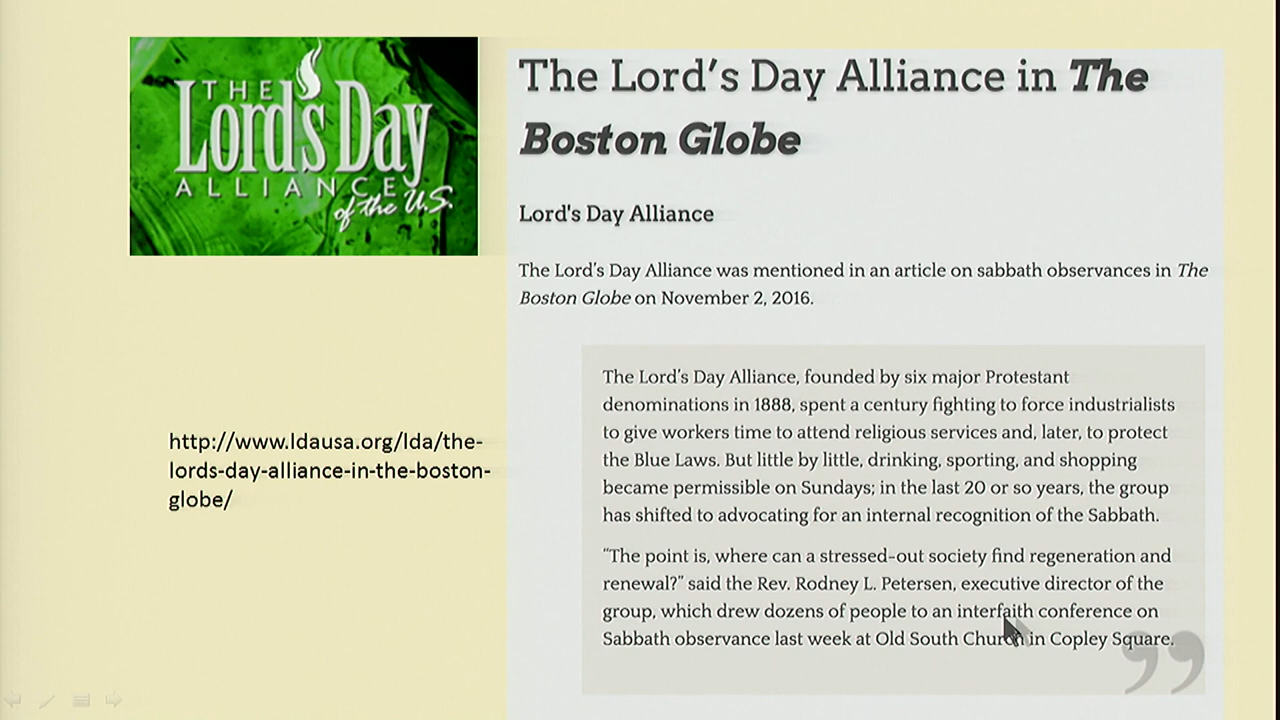 THE
Lord's Day
ALLIANCE
of the U.S.
The Lord’s Day Alliance in The
Boston Globe
Lord's Day Alliance
The Lord’s Day Alliance was mentioned in an article on sabbath observances in The
Boston Globe on November 2, 2016.
The Lord’s Day Alliance, founded by six major Protestant
denominations in 1888, spent a century fighting to force industrialists
to give workers time to attend religious services and, later, to protect
the Blue Laws. But little by little, drinking, sporting, and shopping
became permissible on Sundays; in the last 20 or so years, the group
has shifted to advocating for an internal recognition of the Sabbath.
“The point is, where can a stressed-out society find regeneration and
renewal?” said the Rev. Rodney L. Petersen, executive director of the
group, which drew dozens of people to an interfaith conference on
Sabbath observance last week at Old South Church in Copley Square.
”
http://www.ldausa.org/lda/the-
lords-day-alliance-in-the-boston-
globe/